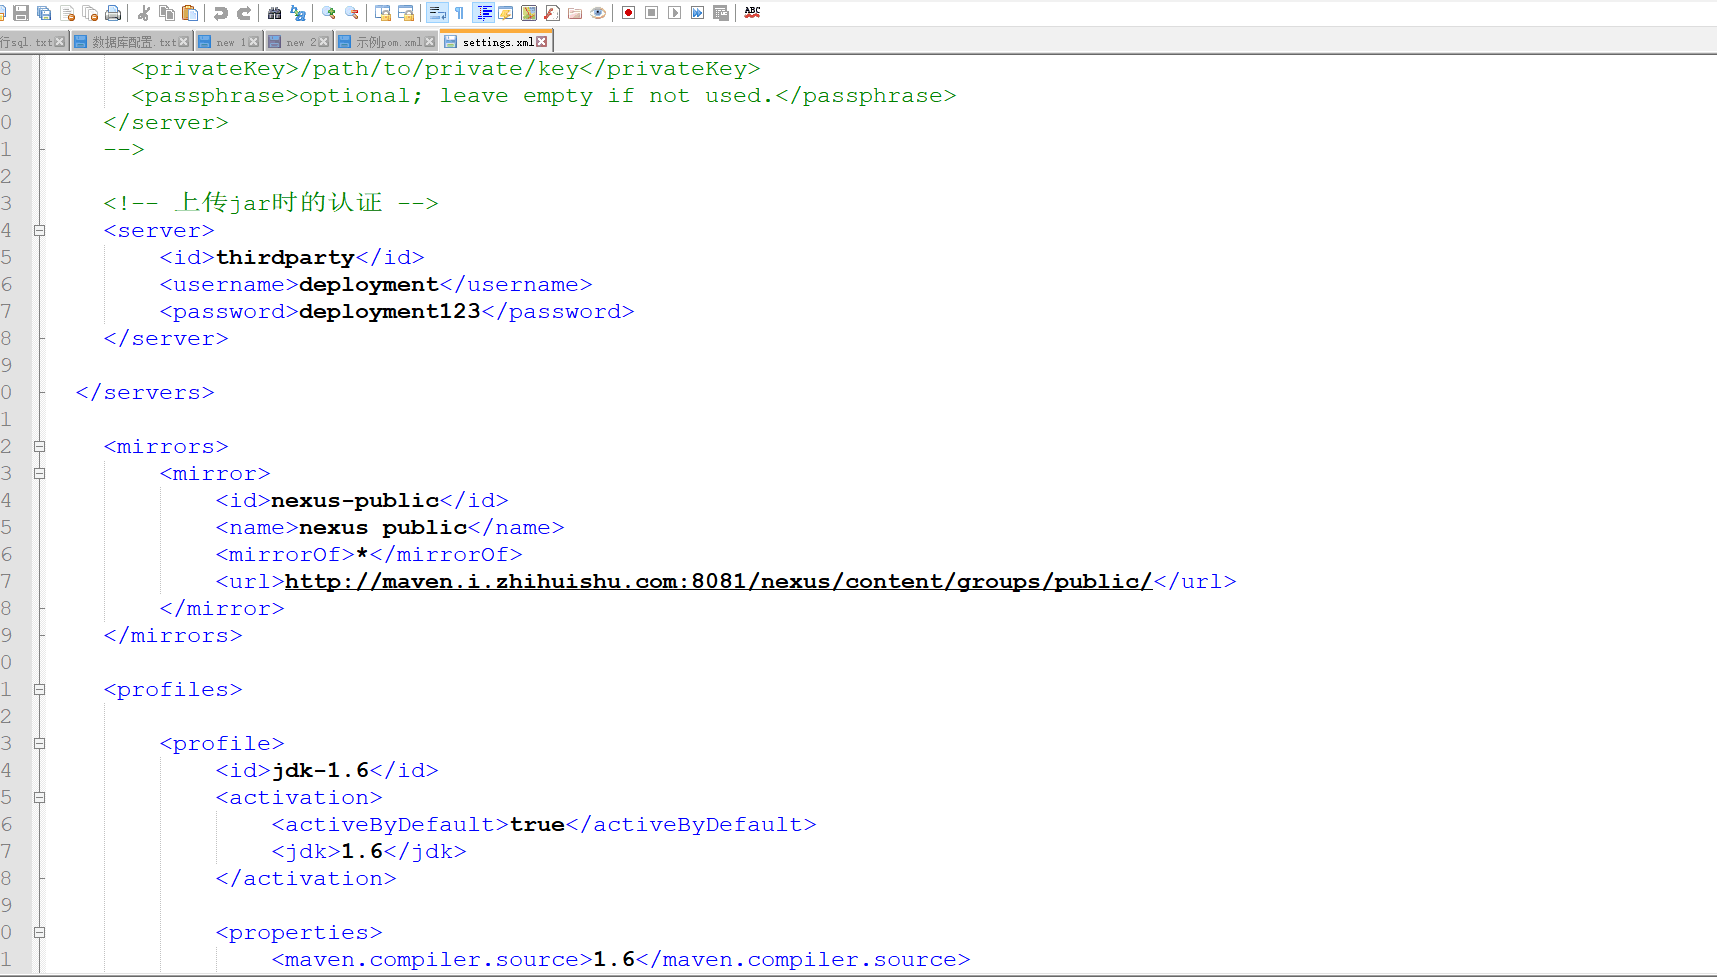 ABC
行sql.txt 数据库配置.txt new 1 new 2 示例pom.xml settings.xml
8 <privateKey>/path/to/private/key</privateKey>
9 <passphrase>optional; leave empty if not used.</passphrase>
0 </server>
1 -->
2
3 <!-- 上传jar时的认证 -->
4 <server>
5 <id>thirdparty</id>
6 <username>deployment</username>
7 <password>deployment123</password>
8 </server>
9
0 </servers>
1
2 <mirrors>
3 <mirror>
4 <id>nexus-public</id>
5 <name>nexus public</name>
6 <mirrorOf>*</mirrorOf>
7 <url>http://maven.i.zhihuishu.com:8081/nexus/content/groups/public/</url>
8 </mirror>
9 </mirrors>
0
1 <profiles>
2
3 <profile>
4 <id>jdk-1.6</id>
5 <activation>
6 <activeByDefault>true</activeByDefault>
7 <jdk>1.6</jdk>
8 </activation>
9
0 <properties>
1 <maven.compiler.source>1.6</maven.compiler.source>